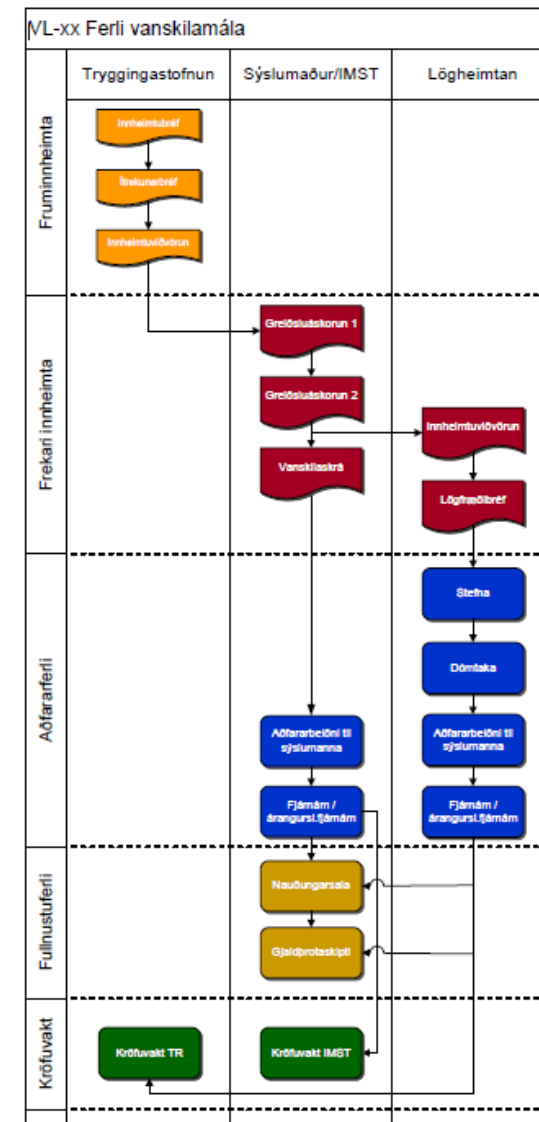 VL-xx Ferli vanskilamála
Tryggingastofnun
Sýslumaður/IMST
Lögheimtan
Fruminnheimta
Innheimtubréf
Ítrekunarbréf
Innheimtuviðvörun
Frekari innheimta
Greiðsluáskorun 1
Greiðsluáskorun 2
Vanskilaskrá
Innheimtuviðvörun
Lögfræðibréf
Aðfararferli
Stefna
Dómtaka
Aðfararbeiðni til
sýslumanna
Aðfararbeiðni til
sýslumanna
Fjárnám /
árangursl.fjárnám
Fjárnám /
árangursl.fjárnám
Fullnustuferli
Nauðungarsala
Gjaldþrotaskipti
Kröfuvakt
Kröfuvakt TR
Kröfuvakt IMST